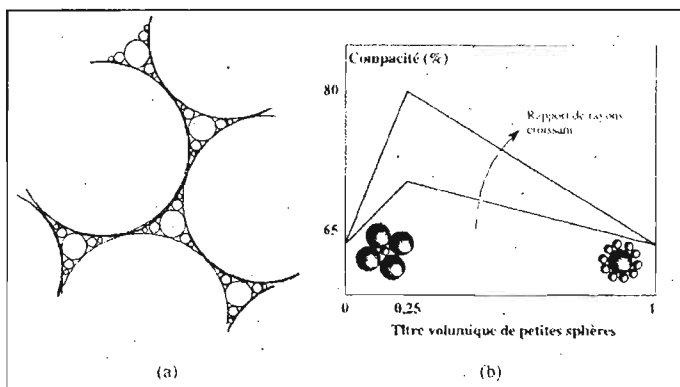 Compacité (%)
80
Rapport de rayons
croissant
65
0
0.25
1
Titre volumique de petites sphères
(a)
(b)